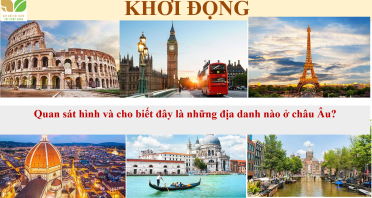 KHỞI ĐỘNG
Quan sát hình và cho biết đây là những địa danh nào ở châu Âu?